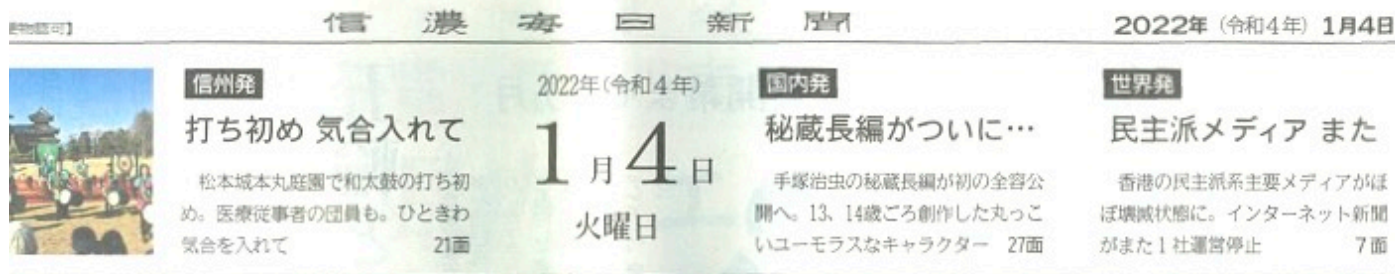 信濃毎日新聞
2022年（令和4年）1月4日
信州発
打ち初め 気合入れて
松本城本丸庭園で和太鼓の打ち初
め。医療従事者の団員も。ひときわ
気合を入れて 21面
2022年(令和4年)
1月4日
火曜日
国内発
秘蔵長編がついに…
手塚治虫の秘蔵長編が初の全容公
開へ。13、14歳ごろ創作した丸っこ
いユーモラスなキャラクター 27面
世界発
民主派メディア また
香港の民主派系主要メディアがほ
ぼ壊滅状態に。インターネット新聞
がまた1社運営停止 7面